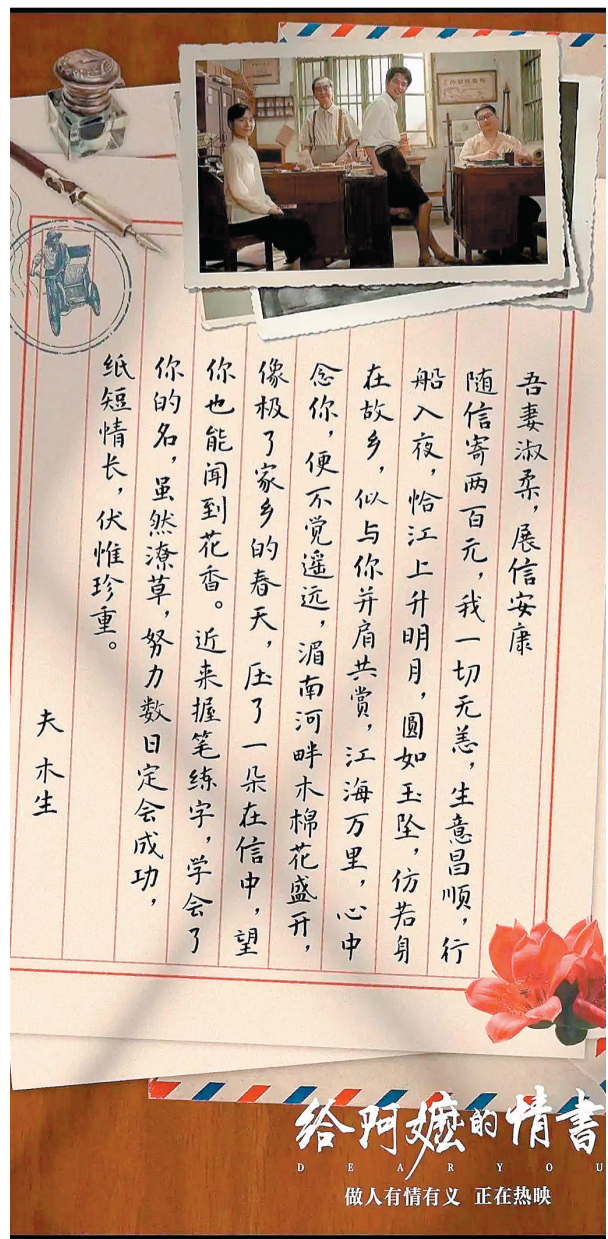 吾妻淑柔，展信安康
随信寄两百元，我一切无恙，生意昌顺，行
船入夜，恰江上升明月，圆如玉坠，仿若身
在故乡，似与你并肩共赏，江海万里，心中
念你，便不觉遥远，湄南河畔木棉花盛开，
像极了家乡的春天，压了一朵在信中，望
你也能闻到花香。近来握笔练字，学会了
你的名，虽然潦草，努力数日定会成功，
纸短情长，伏惟珍重。
夫木生
给阿嬷的情書
DEAR YOU
做人有情有义 正在热映